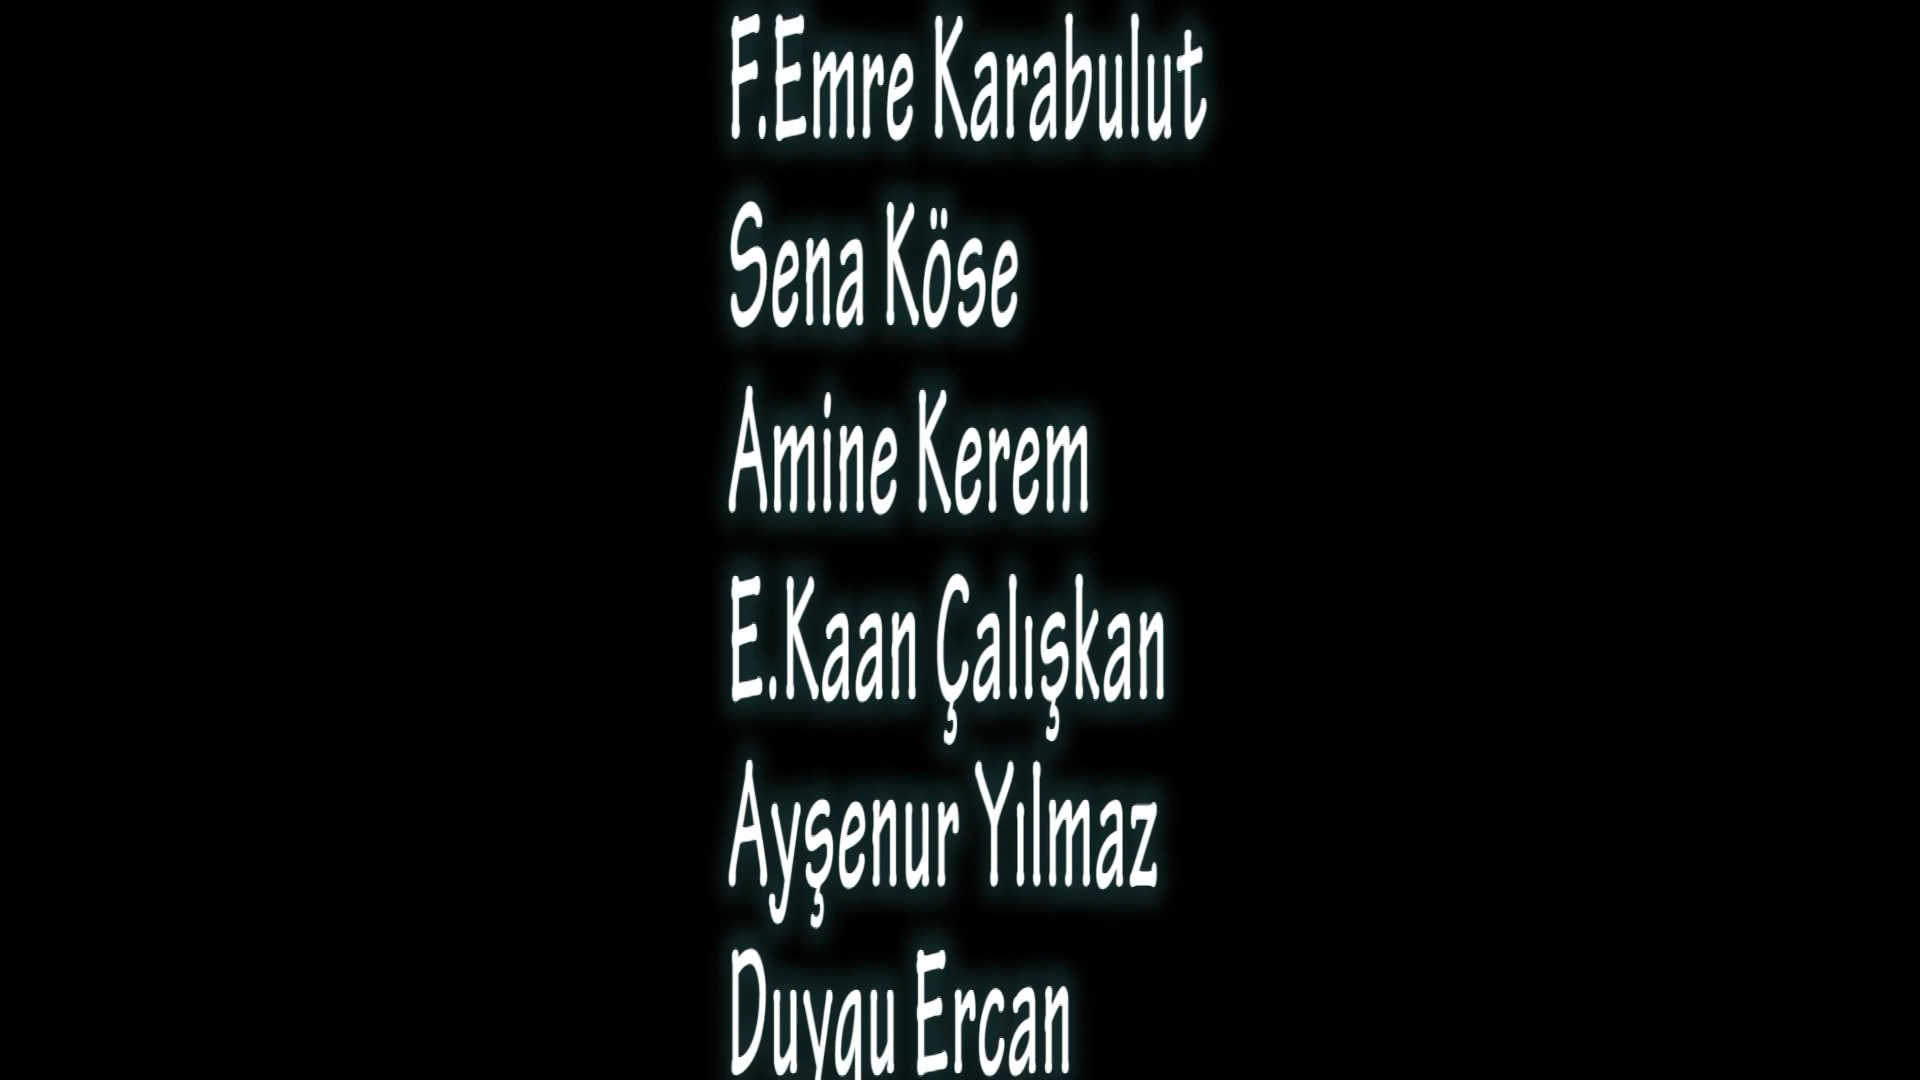 F.Emre Karabulut
Sena Köse
Amine Kerem
E.Kaan Çalışkan
Ayşenur Yılmaz
Duygu Ercan